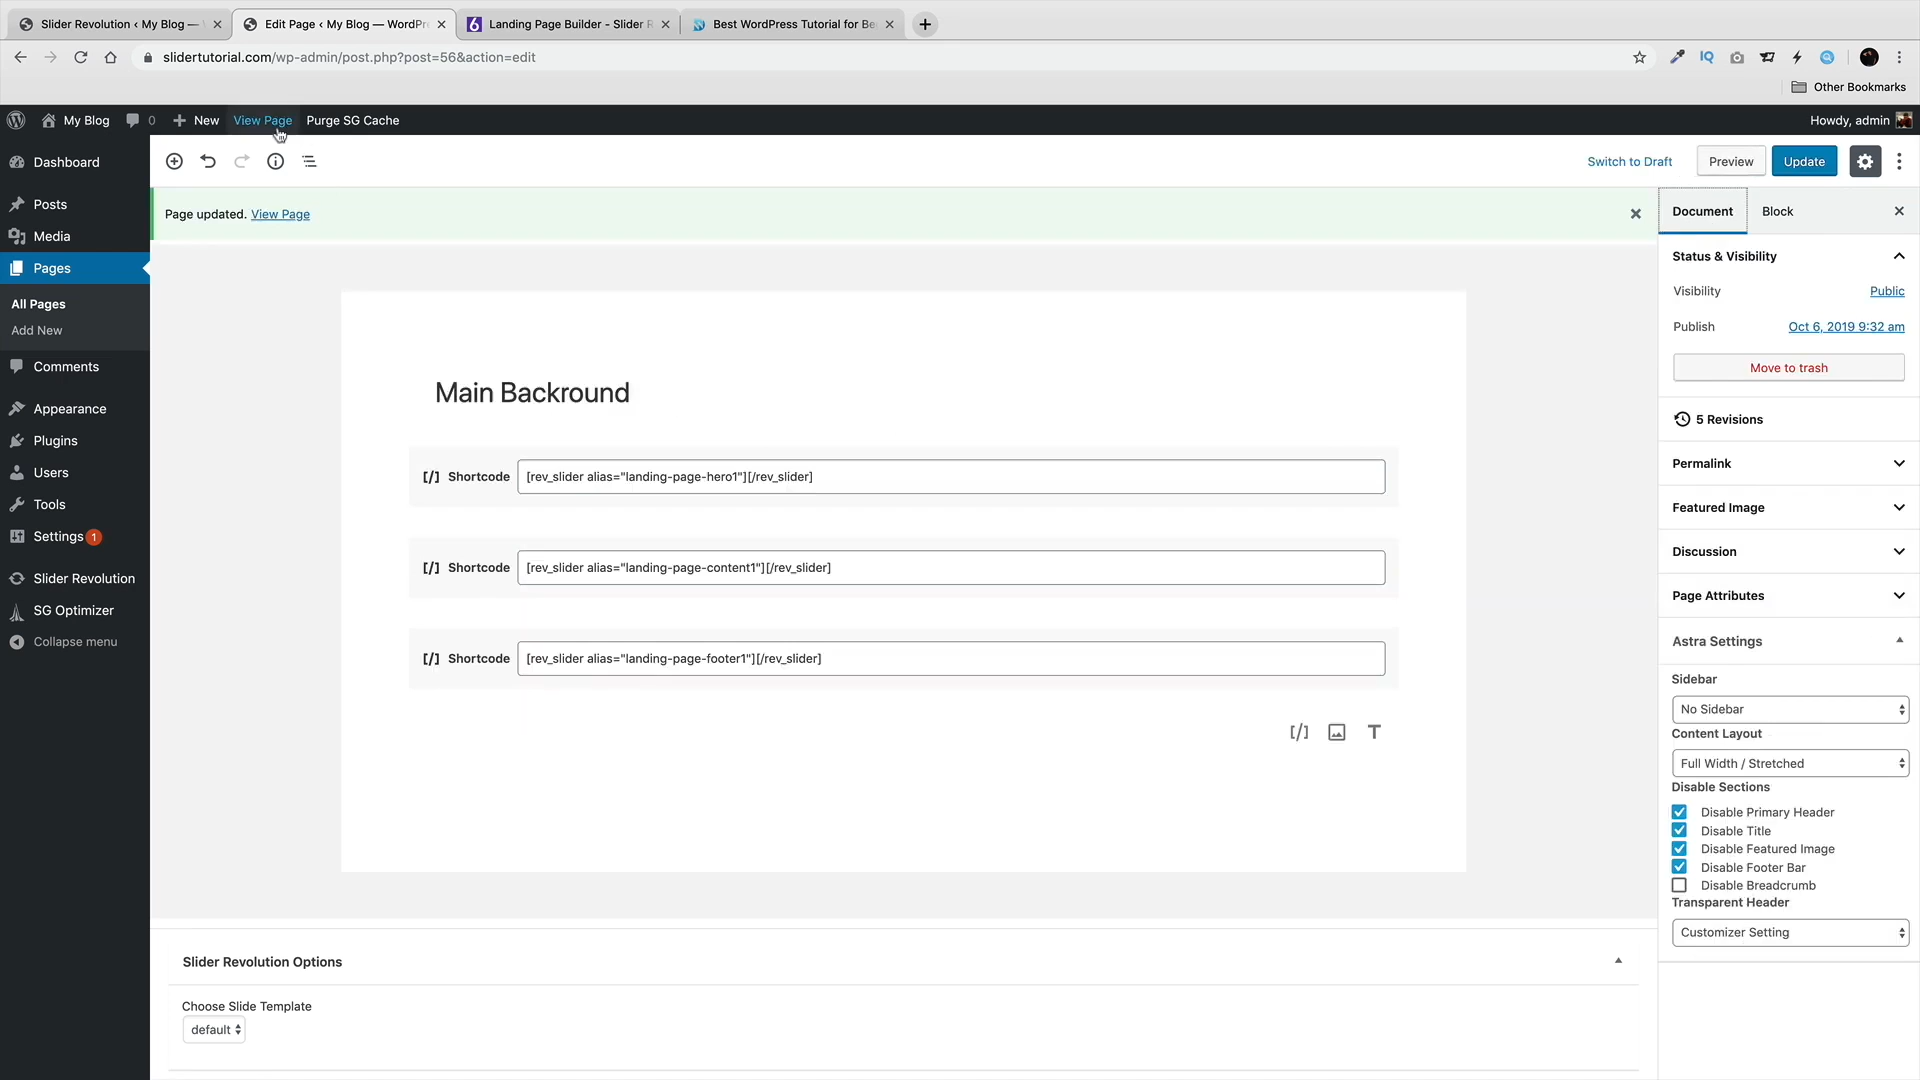 Slider Revolution ‹ My Blog —
Edit Page ‹ My Blog — WordPr
Landing Page Builder - Slider R
Best WordPress Tutorial for Be
slidertutorial.com/wp-admin/post.php?post=56&action=edit
IQ
Other Bookmarks
My Blog
0
New
View Page
Purge SG Cache
Howdy, admin
Dashboard
Posts
Media
Pages
All Pages
Add New
Comments
Appearance
Plugins
Users
Tools
Settings 1
Slider Revolution
SG Optimizer
Collapse menu
Switch to Draft
Preview
Update
Page updated. View Page
Main Backround
[/] Shortcode [rev_slider alias="landing-page-hero1"][/rev_slider]
[/] Shortcode [rev_slider alias="landing-page-content1"][/rev_slider]
[/] Shortcode [rev_slider alias="landing-page-footer1"][/rev_slider]
[/]
T
Slider Revolution Options
Choose Slide Template
default
Document
Block
Status & Visibility
Visibility Public
Publish Oct 6, 2019 9:32 am
Move to trash
5 Revisions
Permalink
Featured Image
Discussion
Page Attributes
Astra Settings
Sidebar
No Sidebar
Content Layout
Full Width / Stretched
Disable Sections
Disable Primary Header
Disable Title
Disable Featured Image
Disable Footer Bar
Disable Breadcrumb
Transparent Header
Customizer Setting